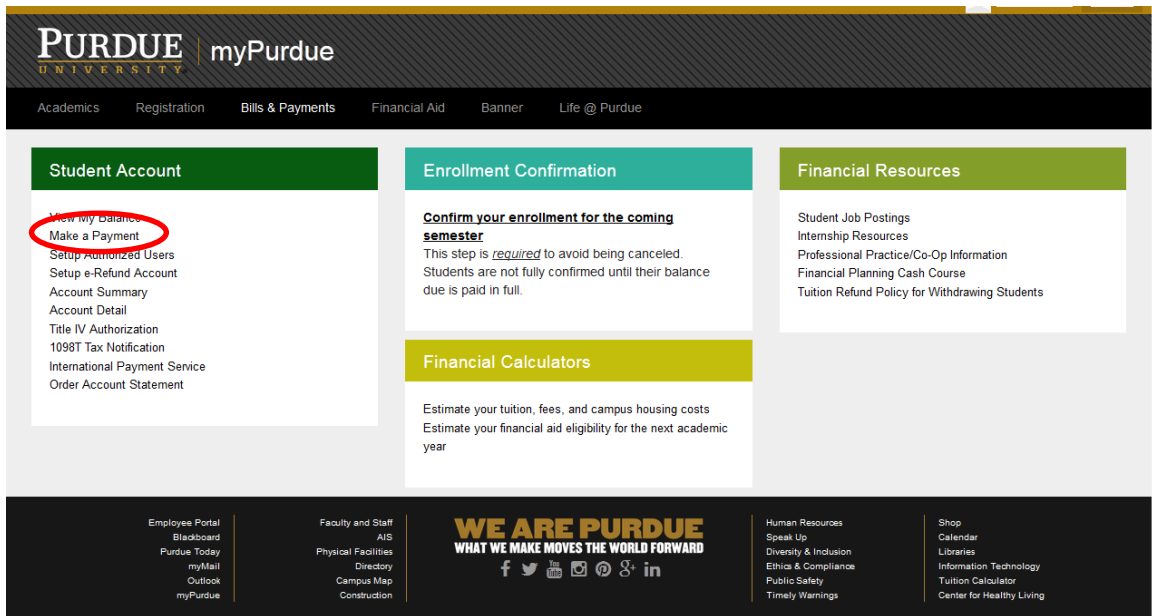 PURDUE
UNIVERSITY
myPurdue
Academics Registration Bills & Payments Financial Aid Banner Life @ Purdue
Student Account
View My Balance
Make a Payment
Setup Authorized Users
Setup e-Refund Account
Account Summary
Account Detail
Title IV Authorization
1098T Tax Notification
International Payment Service
Order Account Statement
Enrollment Confirmation
Confirm your enrollment for the coming
semester
This step is required to avoid being canceled.
Students are not fully confirmed until their balance
due is paid in full.
Financial Calculators
Estimate your tuition, fees, and campus housing costs
Estimate your financial aid eligibility for the next academic
year
Financial Resources
Student Job Postings
Internship Resources
Professional Practice/Co-Op Information
Financial Planning Cash Course
Tuition Refund Policy for Withdrawing Students
Employee Portal
Blackboard
Purdue Today
myMail
Outlook
myPurdue
Faculty and Staff
AIS
Physical Facilities
Directory
Campus Map
Construction
WE ARE PURDUE
WHAT WE MAKE MOVES THE WORLD FORWARD
You Tube
Human Resources
Speak Up
Diversity & Inclusion
Ethics & Compliance
Public Safety
Timely Warnings
Shop
Calendar
Libraries
Information Technology
Tuition Calculator
Center for Healthy Living